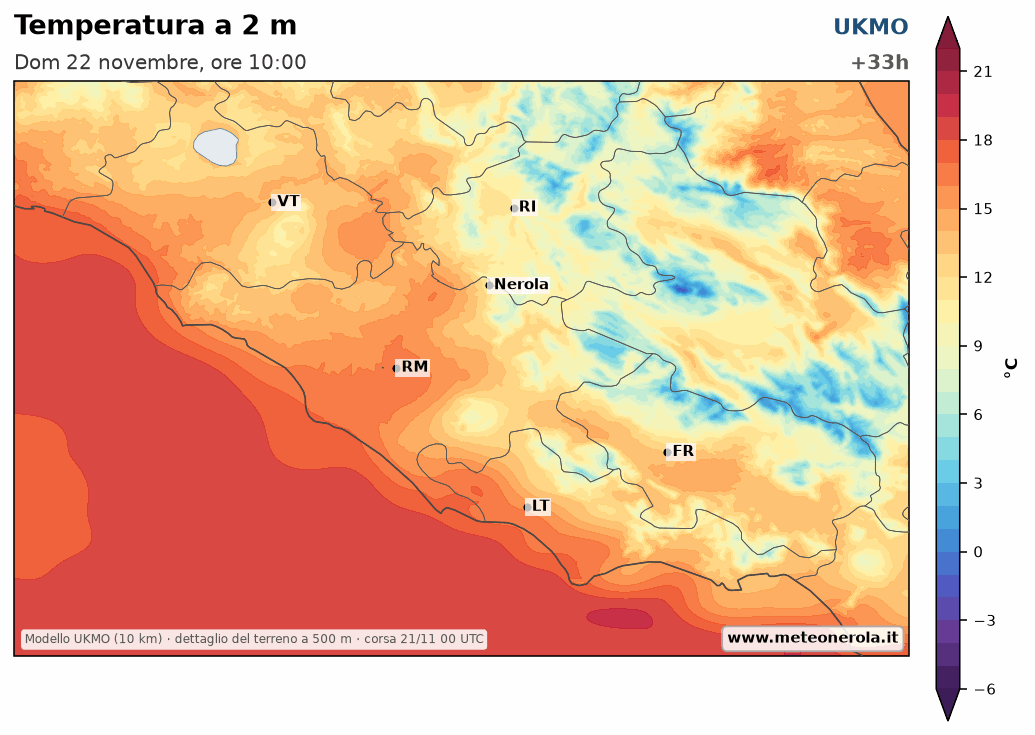 Temperatura a 2 m
UKMO
Dom 22 novembre, ore 10:00
+33h
VT
RI
Nerola
RM
FR
LT
21
18
15
12
9
6
3
0
−3
−6
°C
Modello UKMO (10 km) · dettaglio del terreno a 500 m · corsa 21/11 00 UTC
www.meteonerola.it